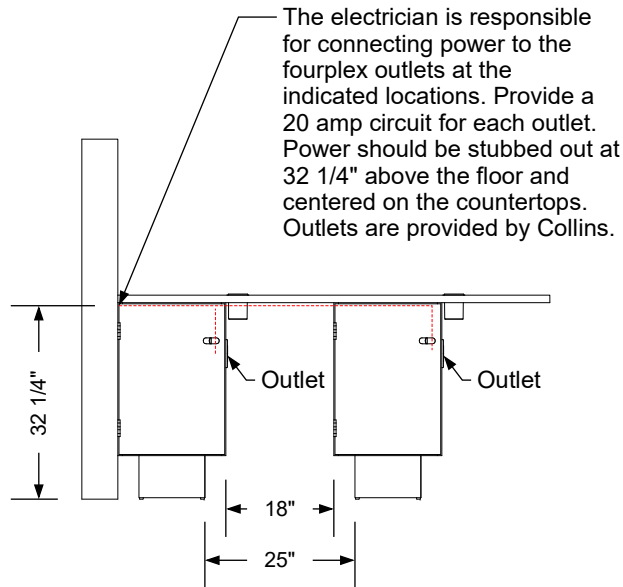 The electrician is responsible
for connecting power to the
fourplex outlets at the
indicated locations. Provide a
20 amp circuit for each outlet.
Power should be stubbed out at
32 1/4" above the floor and
centered on the countertops.
Outlets are provided by Collins.
Outlet
Outlet
32 1/4"
18"
25"